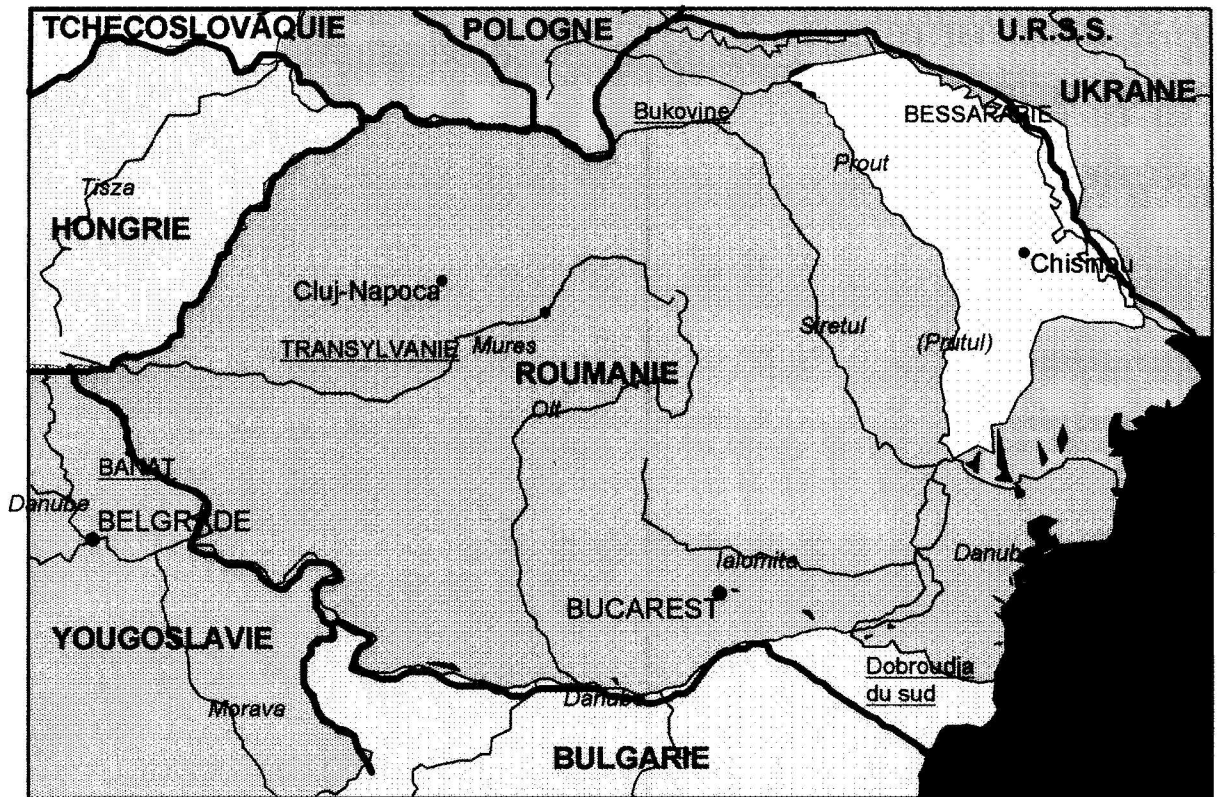 TCHECOSLOVAQUIE
POLOGNE
U.R.S.S.
UKRAINE
Bukovine
BESSARABIE
Prout
Tisza
HONGRIE
Chisinau
Cluj-Napoca
Siretul
(Prutul)
TRANSYLVANIE
Mures
ROUMANIE
Olt
BANAT
Danube
BELGRADE
Ialomita
Danub
BUCAREST
YOUGOSLAVIE
Dobroudja
du sud
Danube
Morava
BULGARIE